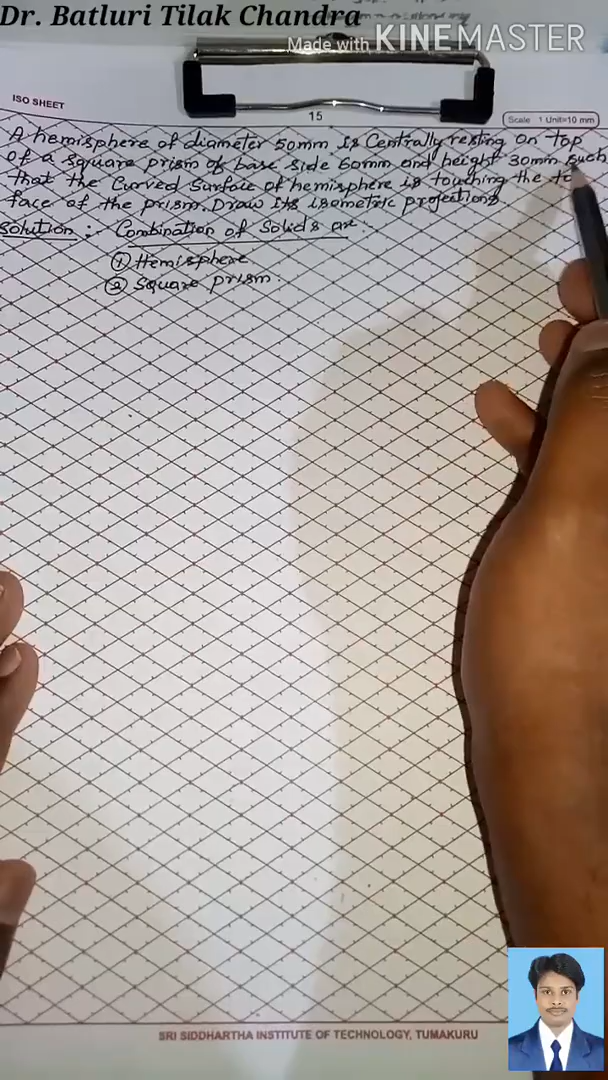 Dr. Batluri Tilak Chandra
Made with KINEMASTER
ISO SHEET
15
Scale 1 Unit=10 mm
A hemisphere of diameter 50mm is Centrally resting on top
of a square prism of base side 60mm and height 30mm such
that the Curved Surface of hemisphere is touching the to
face of the prism. Draw its isometric projections.
Solution :- Combination of Solids are :-
① Hemisphere
② Square prism.
SRI SIDDHARTHA INSTITUTE OF TECHNOLOGY, TUMAKURU